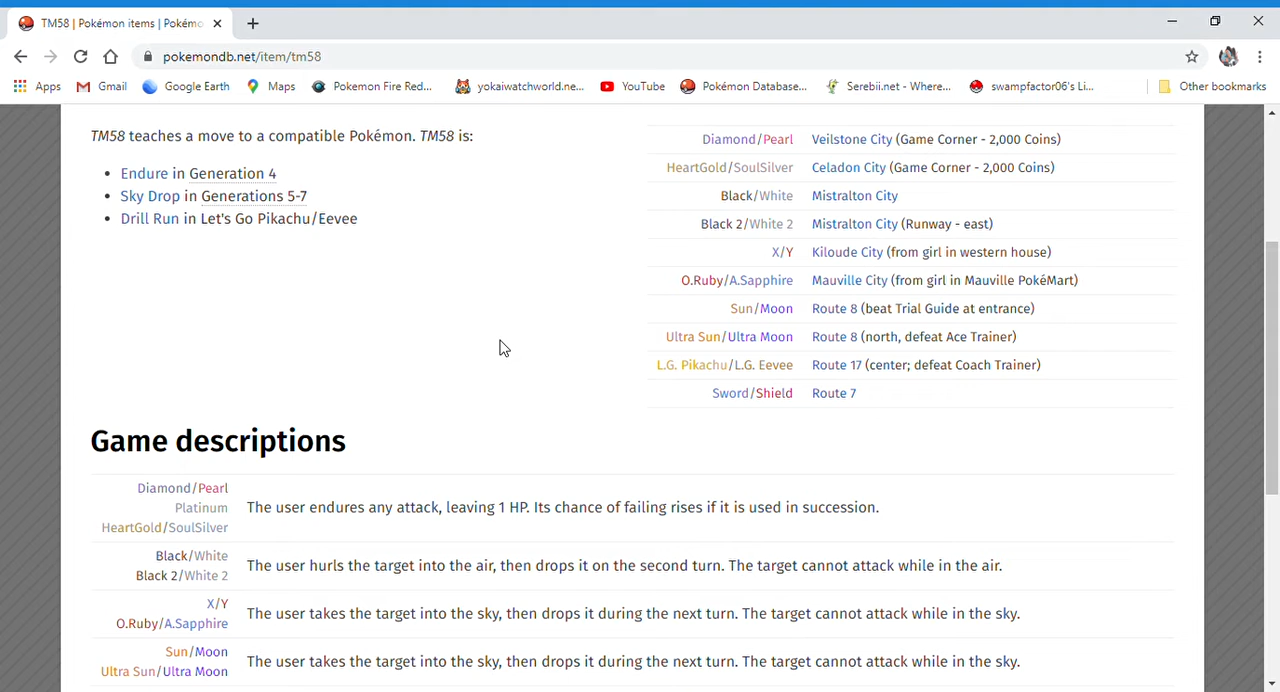 TM58 | Pokémon items | Pokémo
pokemondb.net/item/tm58
Apps Gmail Google Earth Maps Pokemon Fire Red... yokaiwatchworld.ne... YouTube Pokémon Database... Serebii.net - Where... swampfactor06's Li... Other bookmarks
TM58 teaches a move to a compatible Pokémon. TM58 is:
• Endure in Generation 4
• Sky Drop in Generations 5-7
• Drill Run in Let's Go Pikachu/Eevee
Diamond/Pearl Veilstone City (Game Corner - 2,000 Coins)
HeartGold/SoulSilver Celadon City (Game Corner - 2,000 Coins)
Black/White Mistralton City
Black 2/White 2 Mistralton City (Runway - east)
X/Y Kiloude City (from girl in western house)
O.Ruby/A.Sapphire Mauville City (from girl in Mauville PokéMart)
Sun/Moon Route 8 (beat Trial Guide at entrance)
Ultra Sun/Ultra Moon Route 8 (north, defeat Ace Trainer)
L.G. Pikachu/L.G. Eevee Route 17 (center; defeat Coach Trainer)
Sword/Shield Route 7
Game descriptions
Diamond/Pearl
Platinum
HeartGold/SoulSilver
The user endures any attack, leaving 1 HP. Its chance of failing rises if it is used in succession.
Black/White
Black 2/White 2
The user hurls the target into the air, then drops it on the second turn. The target cannot attack while in the air.
X/Y
O.Ruby/A.Sapphire
The user takes the target into the sky, then drops it during the next turn. The target cannot attack while in the sky.
Sun/Moon
Ultra Sun/Ultra Moon
The user takes the target into the sky, then drops it during the next turn. The target cannot attack while in the sky.